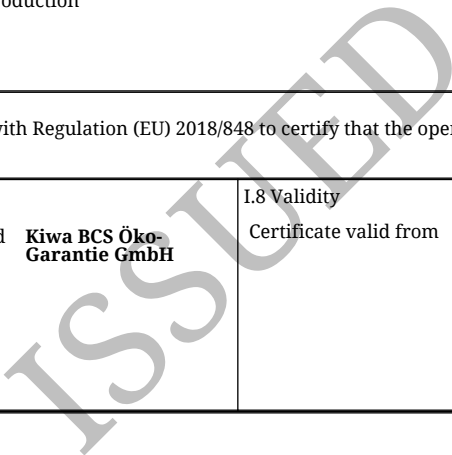 oduction
ith Regulation (EU) 2018/848 to certify that the oper
d Kiwa BCS Öko-
Garantie GmbH
I.8 Validity
Certificate valid from
ISSUED